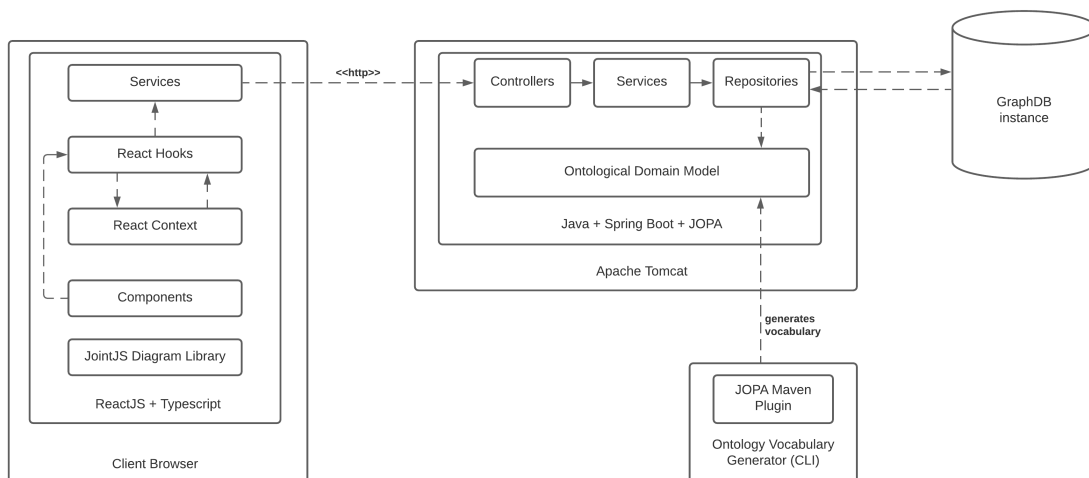 Services
<<http>>
React Hooks
React Context
Components
JointJS Diagram Library
ReactJS + Typescript
Client Browser
Controllers
Services
Repositories
Ontological Domain Model
Java + Spring Boot + JOPA
Apache Tomcat
GraphDB
instance
generates
vocabulary
JOPA Maven
Plugin
Ontology Vocabulary
Generator (CLI)